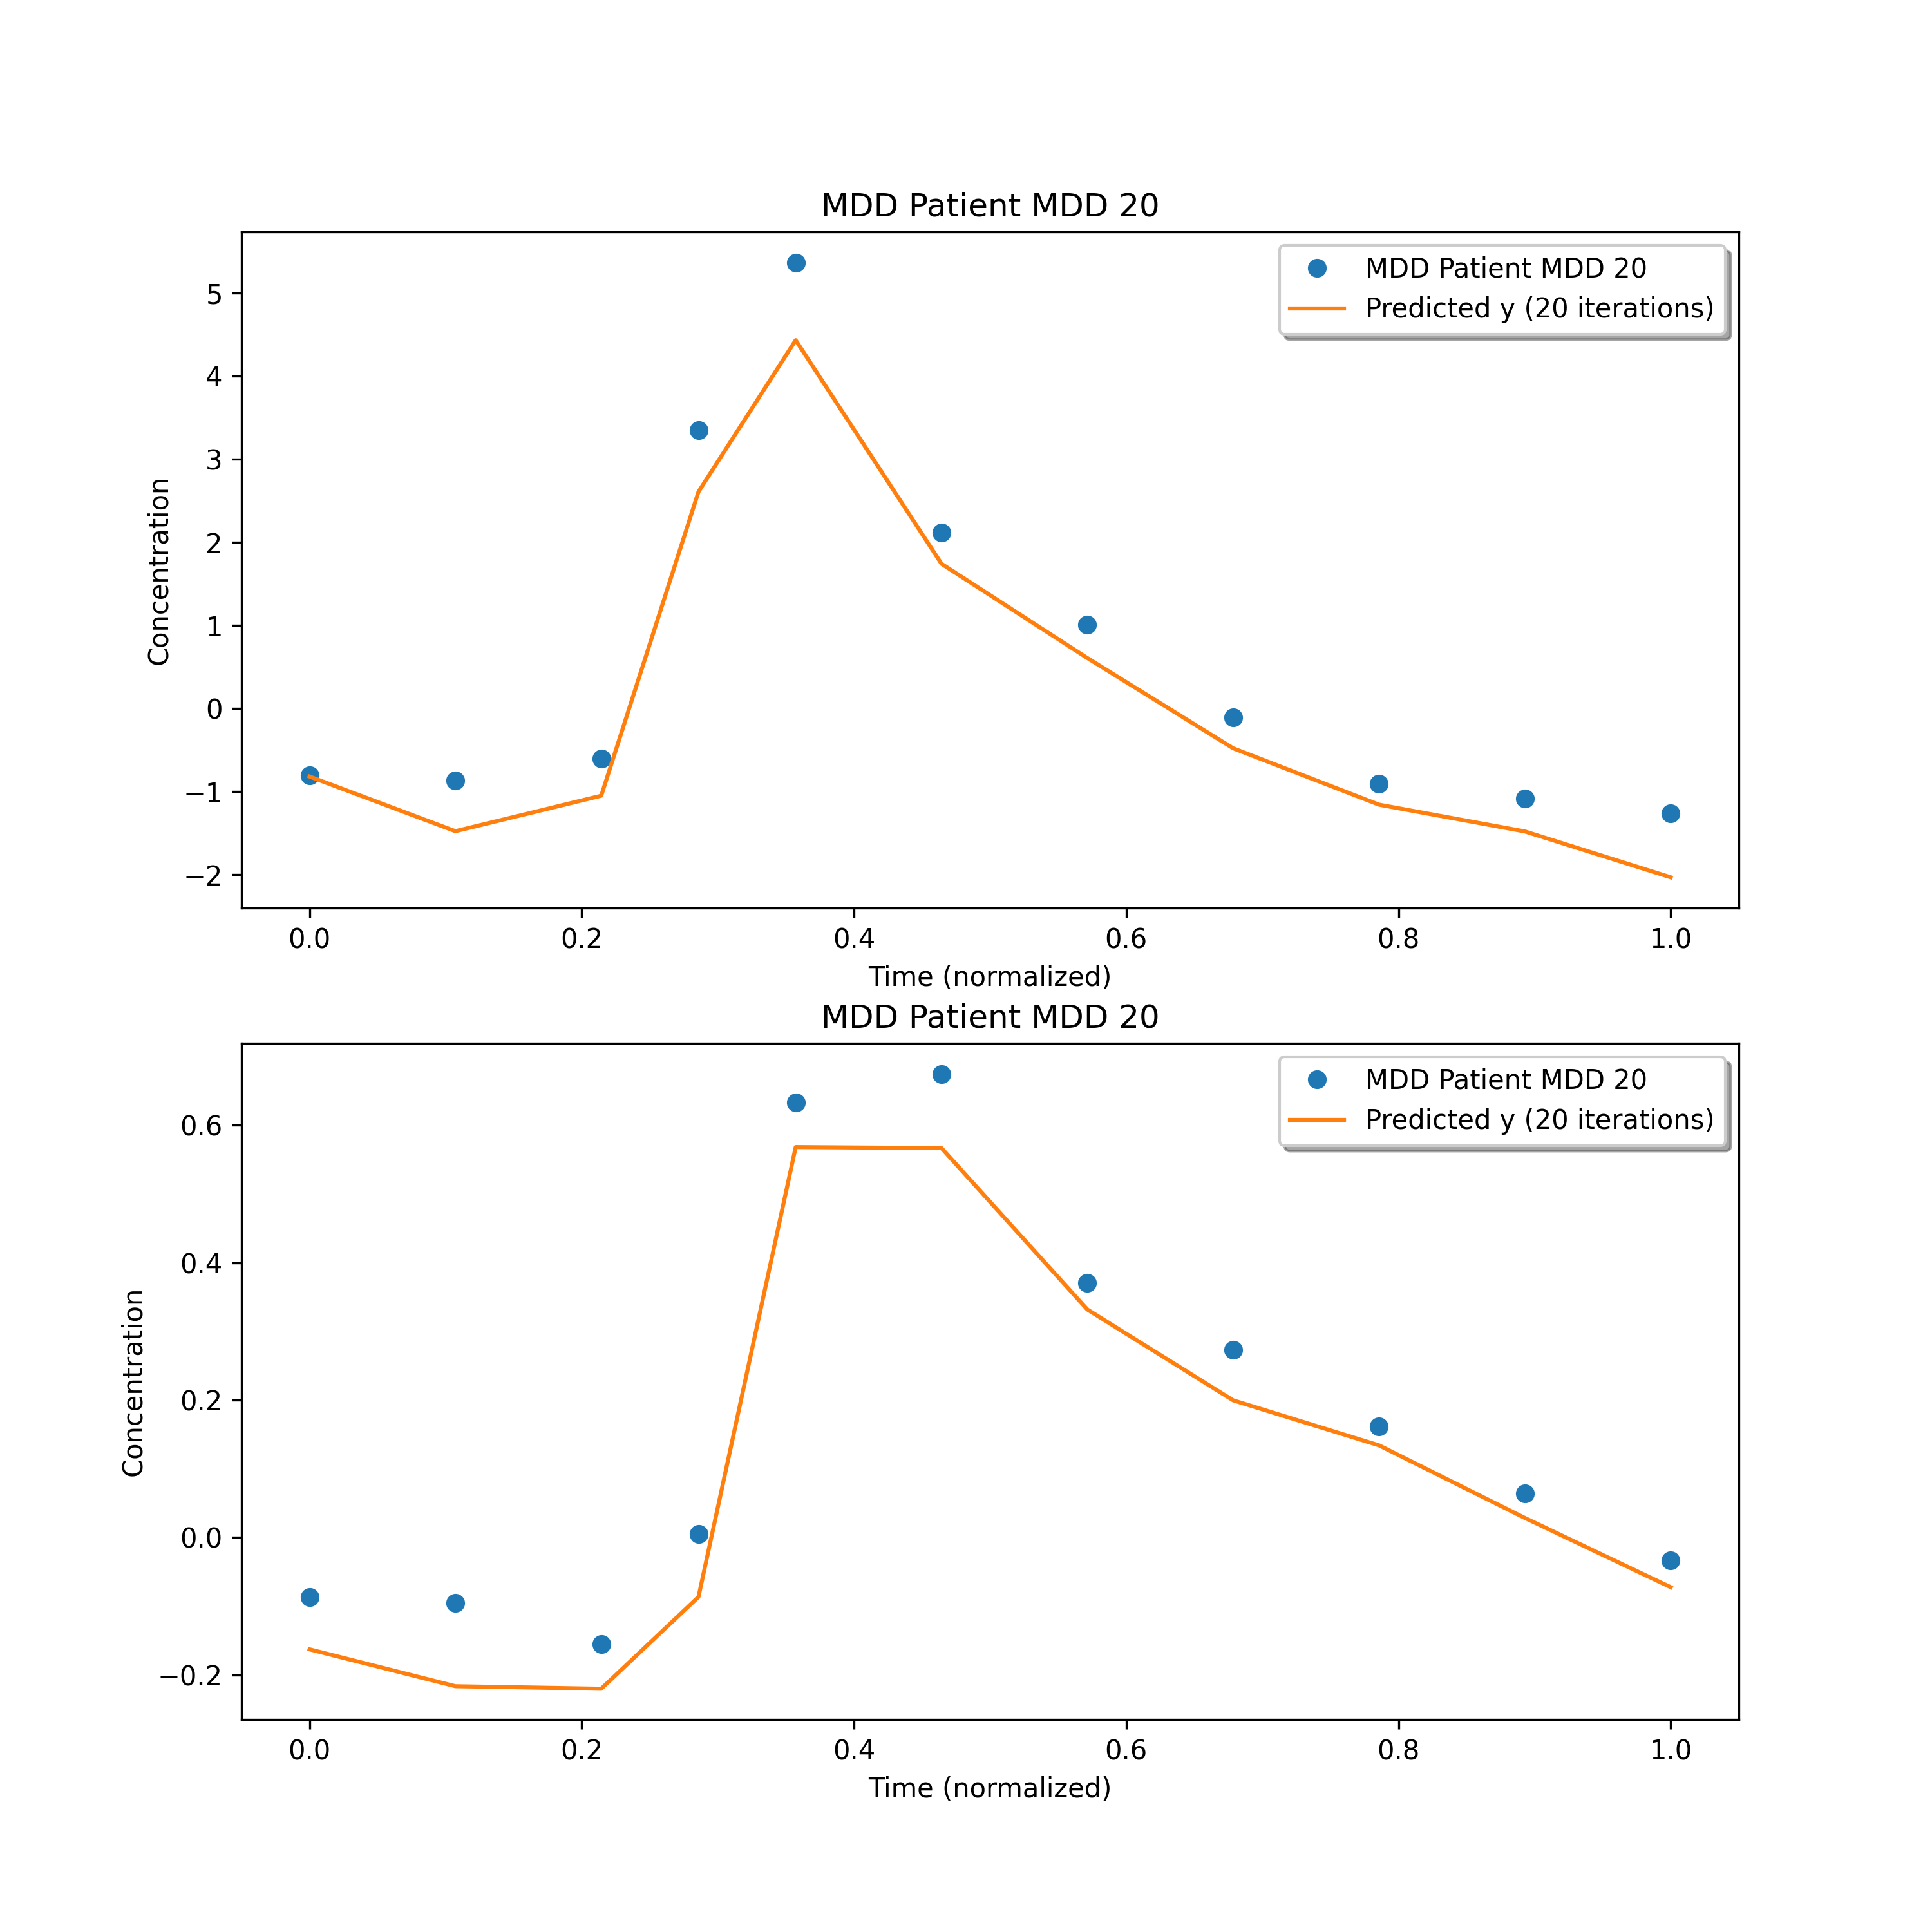 MDD Patient MDD 20
MDD Patient MDD 20
Predicted y (20 iterations)
5
4
3
2
1
0
−1
−2
Concentration
0.0 0.2 0.4 0.6 0.8 1.0
Time (normalized)
MDD Patient MDD 20
MDD Patient MDD 20
Predicted y (20 iterations)
0.6
0.4
0.2
0.0
−0.2
Concentration
0.0 0.2 0.4 0.6 0.8 1.0
Time (normalized)